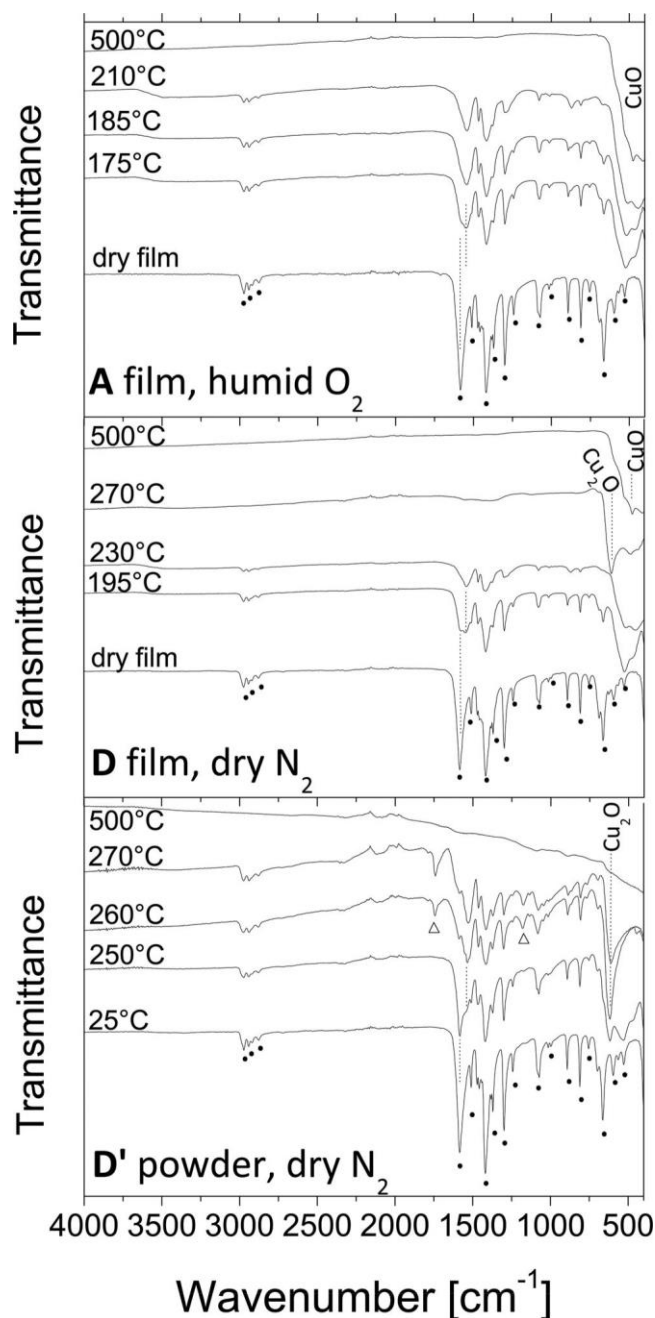 Transmittance
500°C
210°C
185°C
175°C
dry film
CuO
A film, humid O₂
Transmittance
500°C
270°C
230°C
195°C
dry film
Cu₂O
CuO
D film, dry N₂
Transmittance
500°C
270°C
260°C
250°C
25°C
Cu₂O
D' powder, dry N₂
4000 3500 3000 2500 2000 1500 1000 500
Wavenumber [cm⁻¹]